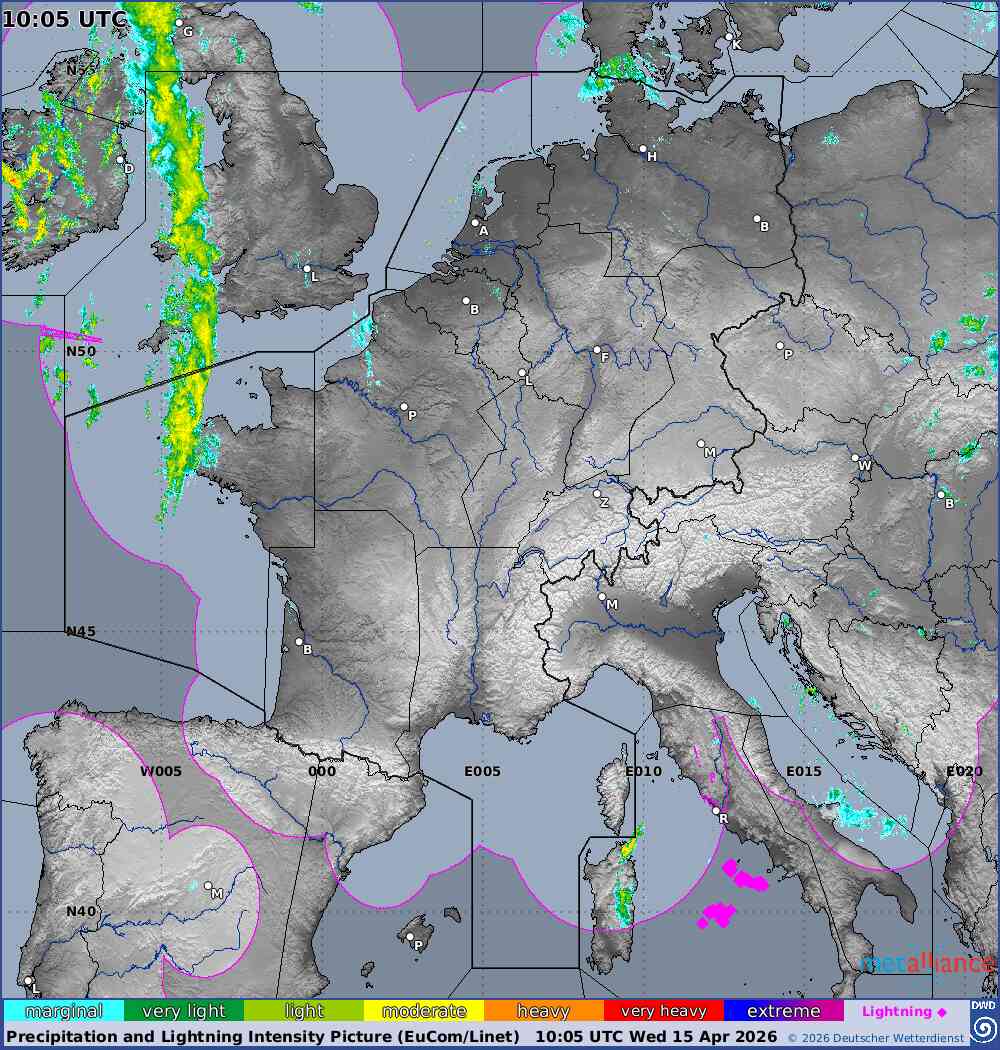 10:05 UTC
G
K
N55
D
H
A
B
L
B
N50
F
P
L
P
M
W
Z
B
M
N45
B
W005
000
E005
E010
E015
E020
R
M
N40
P
metalliance
L
marginal very light light moderate heavy very heavy extreme Lightning
DWD
Precipitation and Lightning Intensity Picture (EuCom/Linet) 10:05 UTC Wed 15 Apr 2026 © 2026 Deutscher Wetterdienst